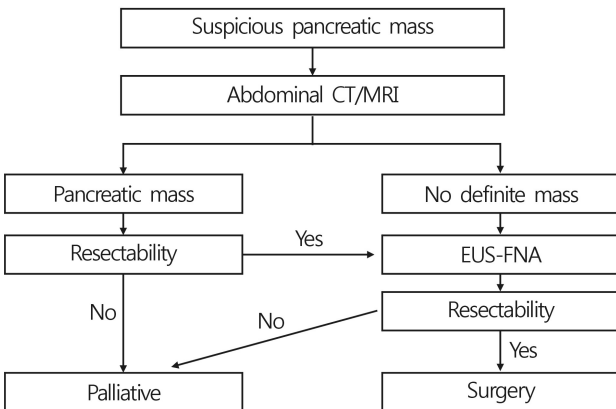 Suspicious pancreatic mass
Abdominal CT/MRI
Pancreatic mass
No definite mass
Resectability
Yes
EUS-FNA
No
No
Resectability
Yes
Palliative
Surgery